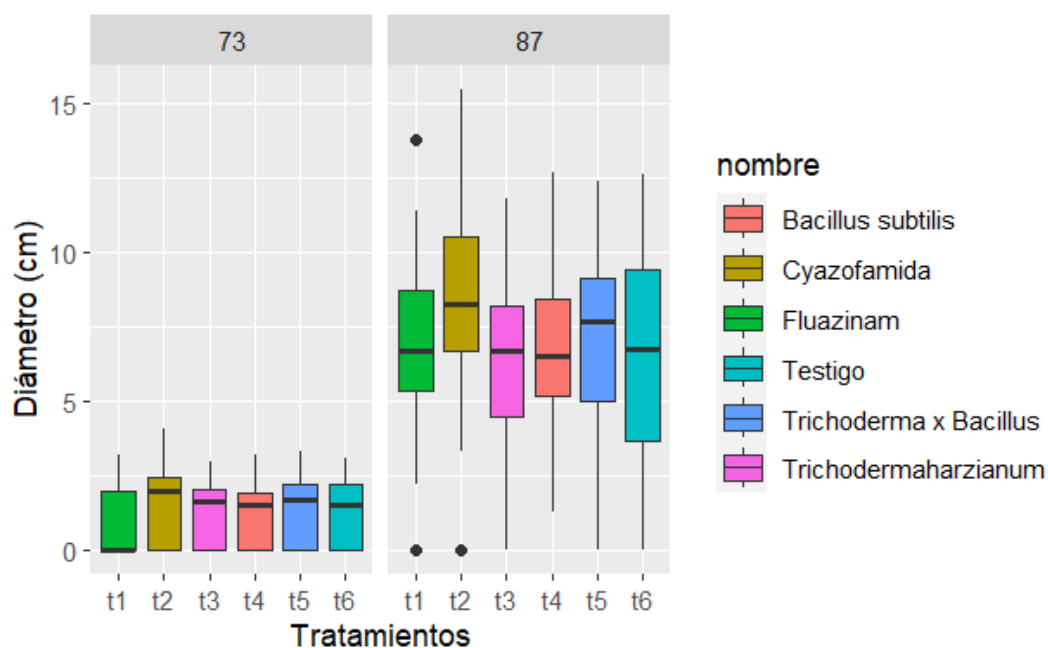 73 87
15
10
5
0
Diámetro (cm)
t1 t2 t3 t4 t5 t6 t1 t2 t3 t4 t5 t6
Tratamientos
nombre
Bacillus subtilis
Cyazofamida
Fluazinam
Testigo
Trichoderma x Bacillus
Trichodermaharzianum